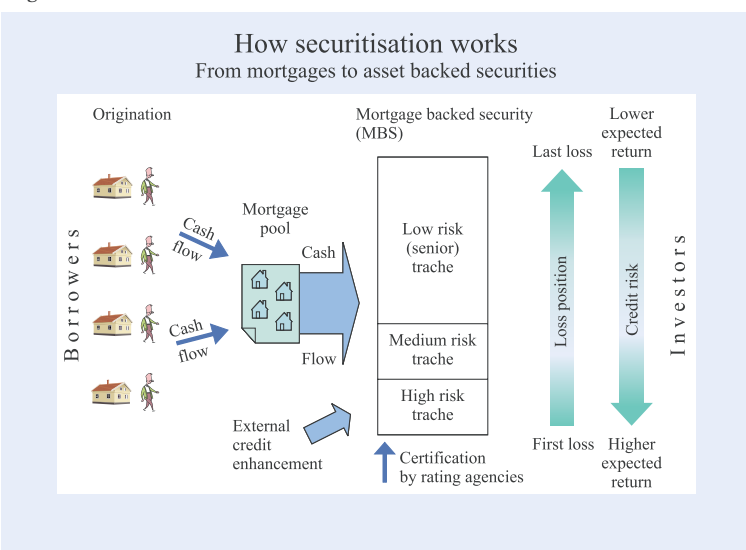 How securitisation works
From mortgages to asset backed securities
Origination
Borrowers
Cash
flow
Cash
flow
Mortgage
pool
Cash
Flow
External
credit
enhancement
Mortgage backed security
(MBS)
Low risk
(senior)
trache
Medium risk
trache
High risk
trache
Certification
by rating agencies
Last loss
Loss position
First loss
Lower
expected
return
Credit risk
Higher
expected
return
Investors